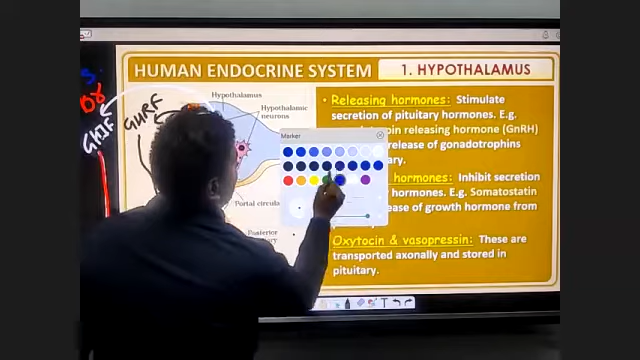 HUMAN ENDOCRINE SYSTEM
1. HYPOTHALAMUS
Hypothalamus
Hypothalamic
neurons
Portal circula
Posterior
Marker
Releasing hormones: Stimulate
secretion of pituitary hormones. E.g.
releasing hormone (GnRH)
release of gonadotrophins
hormones: Inhibit secretion
hormones. E.g. Somatostatin
ease of growth hormone from
Oxytocin & vasopressin: These are
transported axonally and stored in
pituitary.
GHRF
GHIF